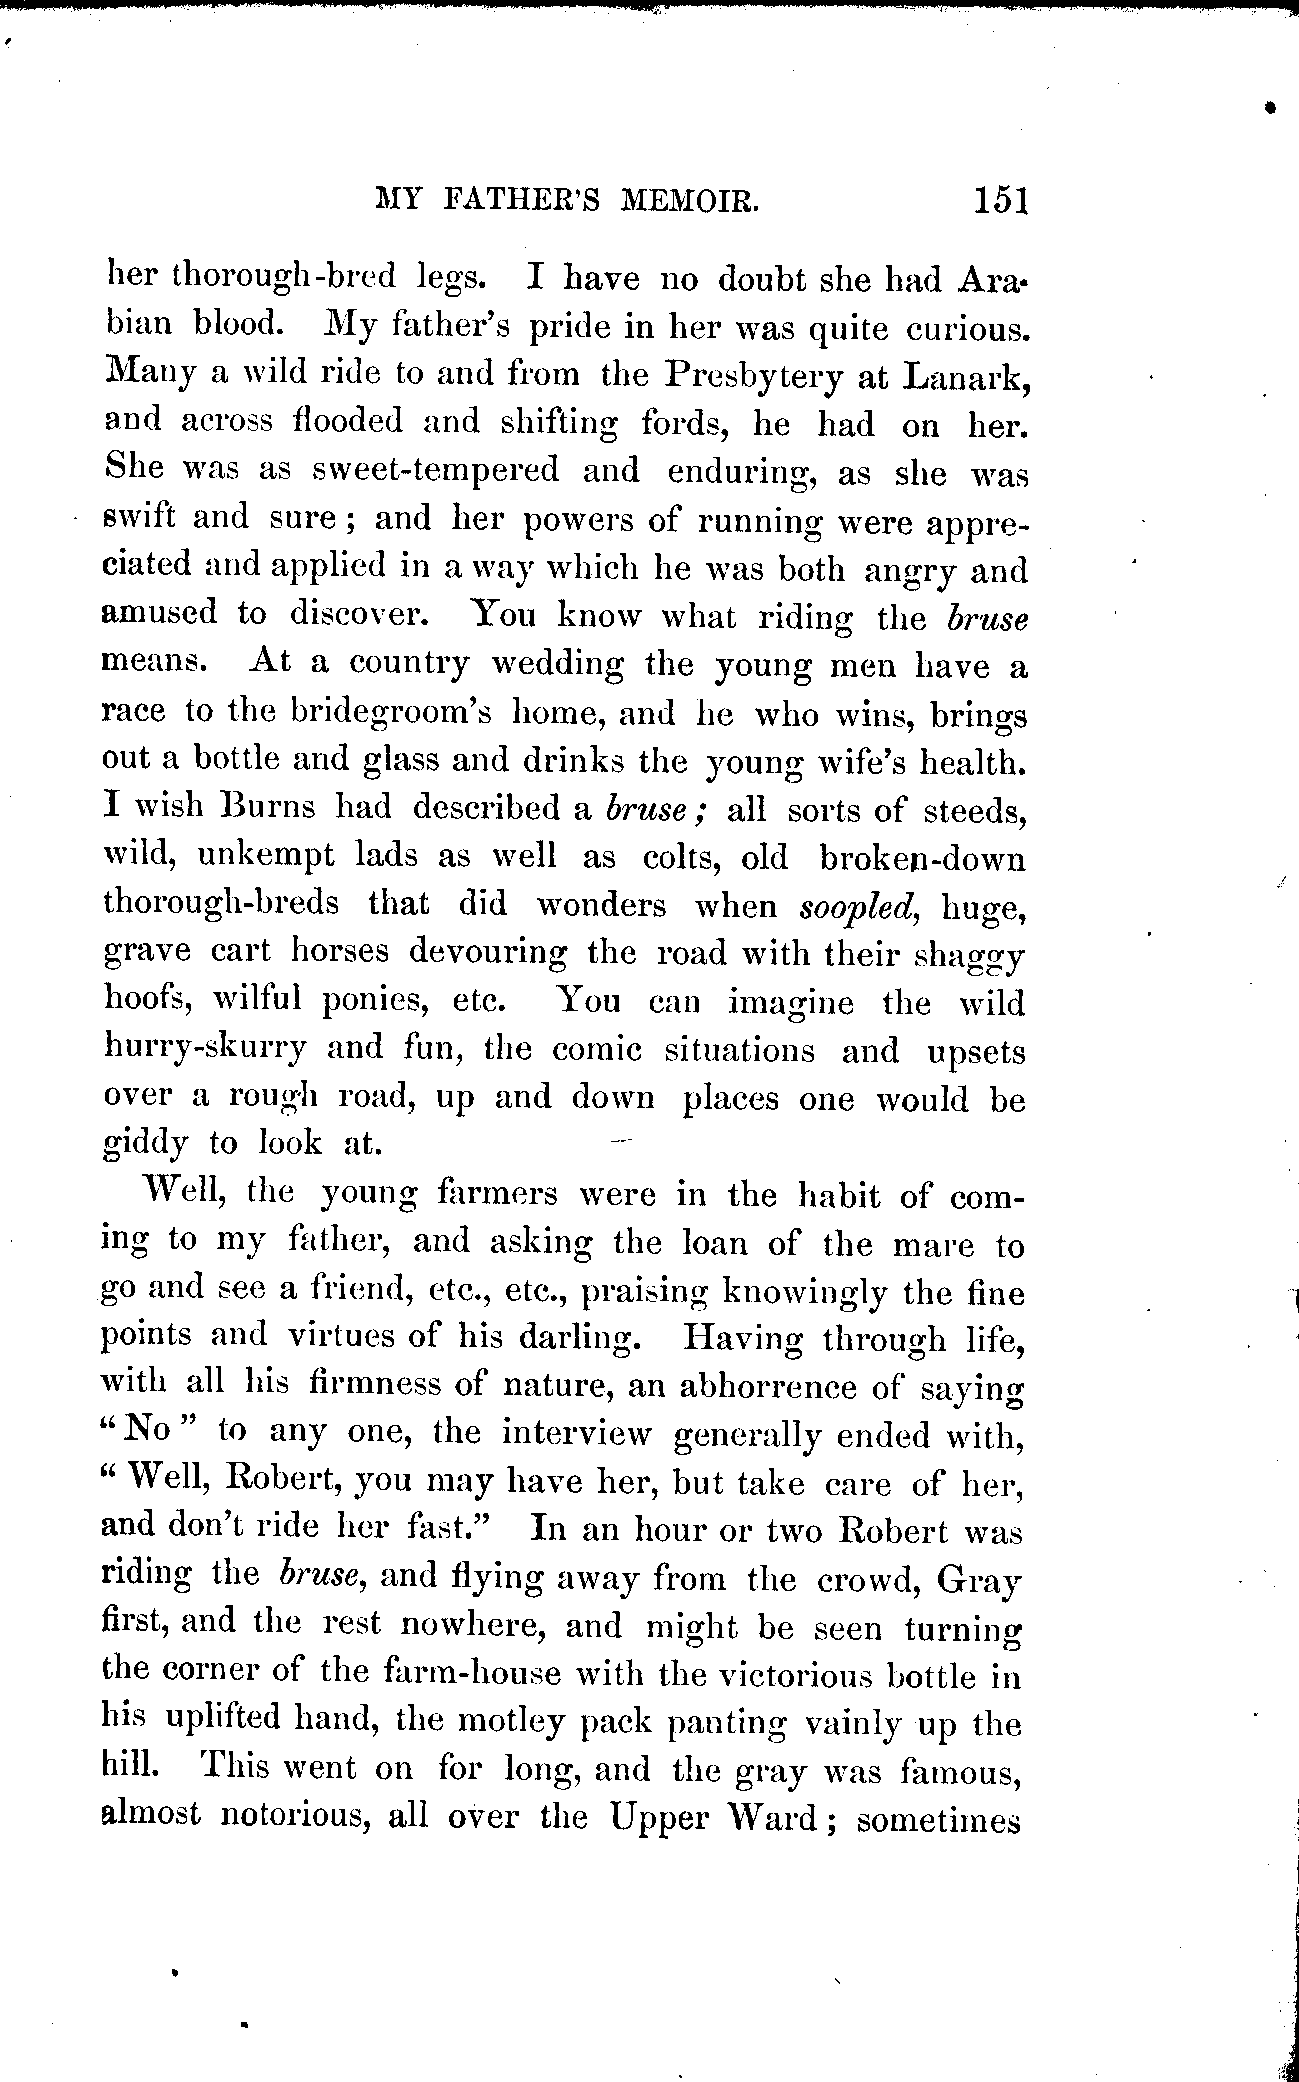 MY FATHER'S MEMOIR. 151
her thorough-bred legs. I have no doubt she had Ara-
bian blood. My father's pride in her was quite curious.
Many a wild ride to and from the Presbytery at Lanark,
and across flooded and shifting fords, he had on her.
She was as sweet-tempered and enduring, as she was
swift and sure; and her powers of running were appre-
ciated and applied in a way which he was both angry and
amused to discover. You know what riding the bruse
means. At a country wedding the young men have a
race to the bridegroom's home, and he who wins, brings
out a bottle and glass and drinks the young wife's health.
I wish Burns had described a bruse; all sorts of steeds,
wild, unkempt lads as well as colts, old broken-down
thorough-breds that did wonders when soopled, huge,
grave cart horses devouring the road with their shaggy
hoofs, wilful ponies, etc. You can imagine the wild
hurry-skurry and fun, the comic situations and upsets
over a rough road, up and down places one would be
giddy to look at.
Well, the young farmers were in the habit of com-
ing to my father, and asking the loan of the mare to
go and see a friend, etc., etc., praising knowingly the fine
points and virtues of his darling. Having through life,
with all his firmness of nature, an abhorrence of saying
"No" to any one, the interview generally ended with,
"Well, Robert, you may have her, but take care of her,
and don't ride her fast." In an hour or two Robert was
riding the bruse, and flying away from the crowd, Gray
first, and the rest nowhere, and might be seen turning
the corner of the farm-house with the victorious bottle in
his uplifted hand, the motley pack panting vainly up the
hill. This went on for long, and the gray was famous,
almost notorious, all over the Upper Ward; sometimes